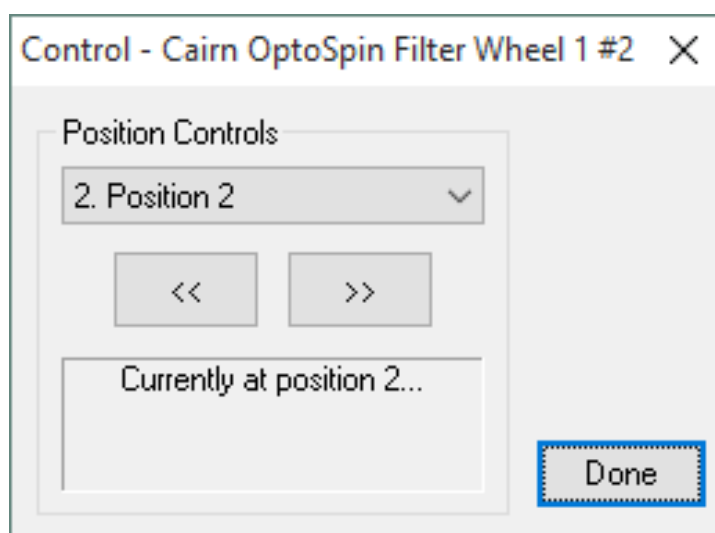 Control - Cairn OptoSpin Filter Wheel 1 #2
Position Controls
2. Position 2
<< >>
Currently at position 2...
Done